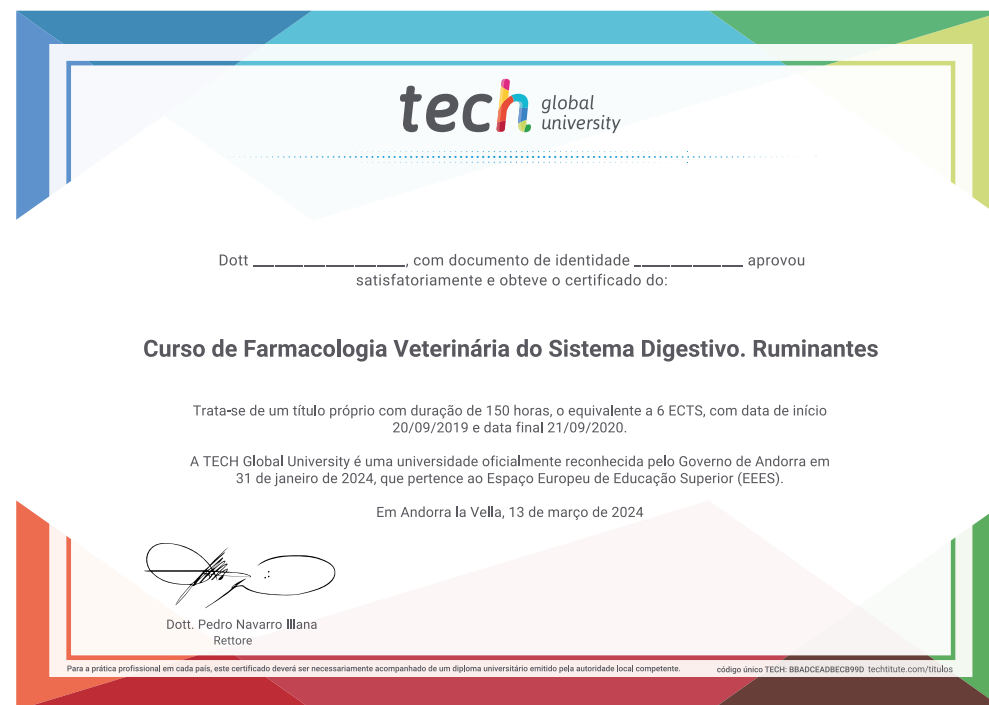 tech global university
Dott ____________________, com documento de identidade ______________ aprovou
satisfatoriamente e obteve o certificado do:
Curso de Farmacologia Veterinária do Sistema Digestivo. Ruminantes
Trata-se de um título próprio com duração de 150 horas, o equivalente a 6 ECTS, com data de início
20/09/2019 e data final 21/09/2020.
A TECH Global University é uma universidade oficialmente reconhecida pelo Governo de Andorra em
31 de janeiro de 2024, que pertence ao Espaço Europeu de Educação Superior (EEES).
Em Andorra la Vella, 13 de março de 2024
Dott. Pedro Navarro Illana
Rettore
Para a prática profissional em cada país, este certificado deverá ser necessariamente acompanhado de um diploma universitário emitido pela autoridade local competente.
código único TECH: BBADCEADBECB99D techtitute.com/titulos